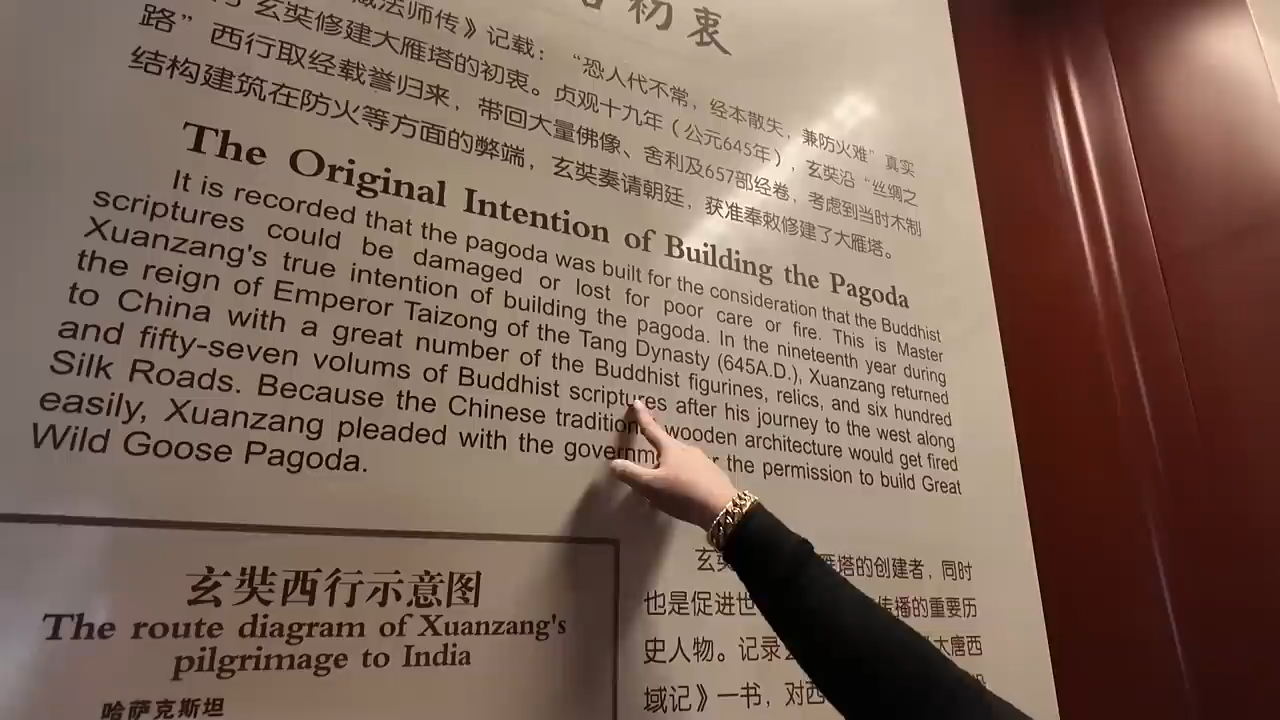 初衷
法师传》记载：“恐人代不常，经本散失，兼防火难”真实
玄奘修建大雁塔的初衷。贞观十九年（公元645年），玄奘沿“丝绸之
路”西行取经载誉归来，带回大量佛像、舍利及657部经卷，考虑到当时木制
结构建筑在防火等方面的弊端，玄奘奏请朝廷，获准奉敕修建了大雁塔。
The Original Intention of Building the Pagoda
It is recorded that the pagoda was built for the consideration that the Buddhist
scriptures could be damaged or lost for poor care or fire. This is Master
Xuanzang's true intention of building the pagoda. In the nineteenth year during
the reign of Emperor Taizong of the Tang Dynasty (645A.D.), Xuanzang returned
to China with a great number of the Buddhist figurines, relics, and six hundred
and fifty-seven volums of Buddhist scriptures after his journey to the west along
Silk Roads. Because the Chinese tradition wooden architecture would get fired
easily, Xuanzang pleaded with the governm the permission to build Great
Wild Goose Pagoda.
玄奘西行示意图
The route diagram of Xuanzang's
pilgrimage to India
哈萨克斯坦
玄 雁塔的创建者，同时
也是促进世 传播的重要历
史人物。记录 大唐西
域记》一书，对西